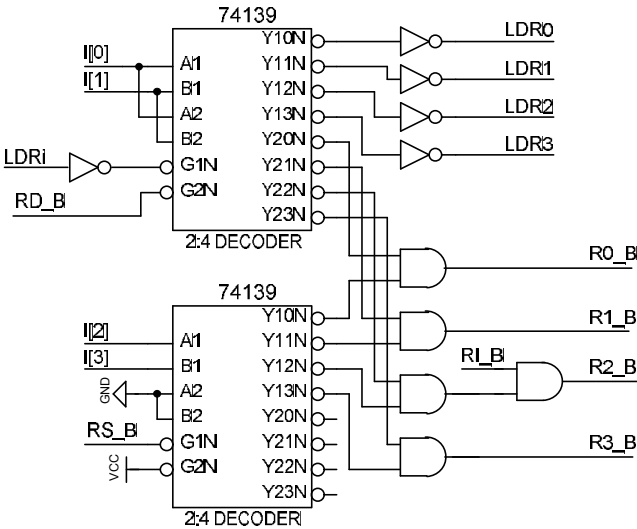 74139
Y10N
LDR0
I[0]
A1
Y11N
LDR1
I[1]
B1
Y12N
LDR2
A2
Y13N
LDR3
B2
Y20N
LDRi
G1N
Y21N
RD_B
G2N
Y22N
Y23N
2:4 DECODER
R0_B
74139
Y10N
R1_B
I[2]
A1
Y11N
RI_B
I[3]
B1
Y12N
R2_B
GND
A2
Y13N
B2
Y20N
RS_B
G1N
Y21N
R3_B
VCC
G2N
Y22N
Y23N
2:4 DECODER